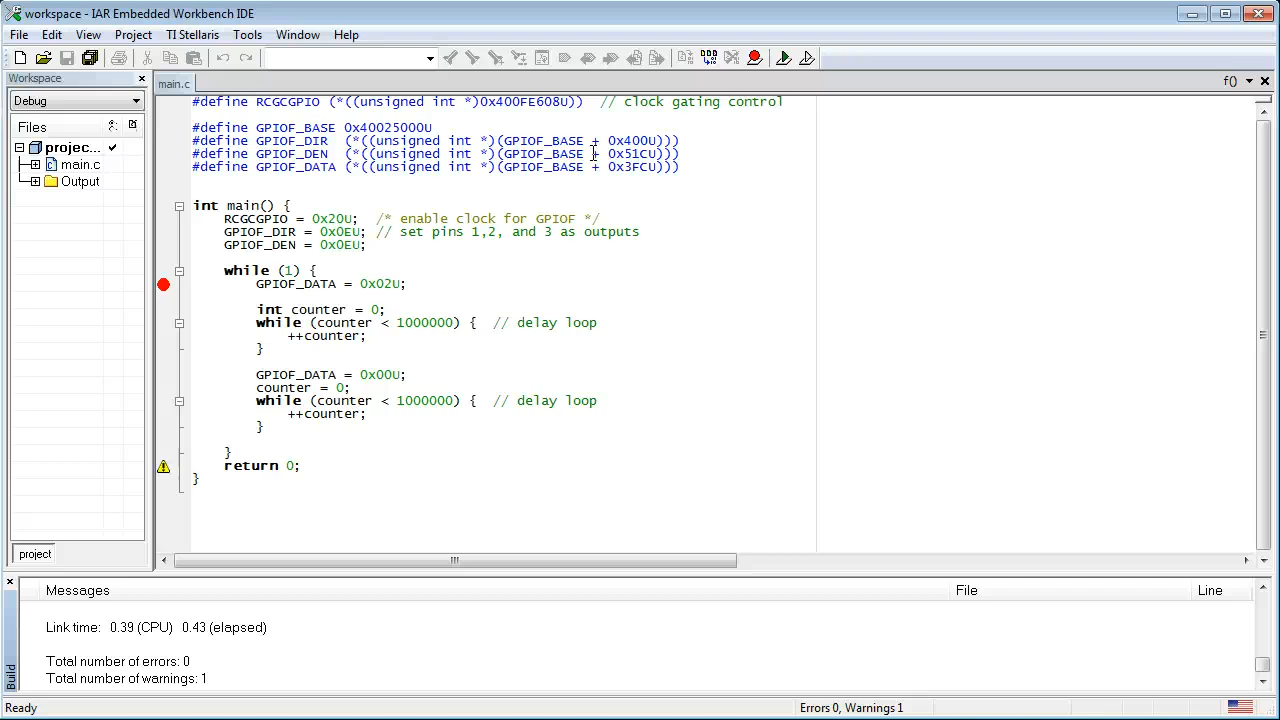 workspace - IAR Embedded Workbench IDE
File Edit View Project TI Stellaris Tools Window Help
Workspace
main.c
f()
Debug
Files
projec...
main.c
Output
project
#define RCGCGPIO (*((unsigned int *)0x400FE608U))  // clock gating control
#define GPIOF_BASE 0x40025000U
#define GPIOF_DIR  (*((unsigned int *)(GPIOF_BASE + 0x400U)))
#define GPIOF_DEN  (*((unsigned int *)(GPIOF_BASE + 0x51CU)))
#define GPIOF_DATA (*((unsigned int *)(GPIOF_BASE + 0x3FCU)))
int main() {
    RCGCGPIO = 0x20U;  /* enable clock for GPIOF */
    GPIOF_DIR = 0x0EU; // set pins 1,2, and 3 as outputs
    GPIOF_DEN = 0x0EU;
    while (1) {
        GPIOF_DATA = 0x02U;
        int counter = 0;
        while (counter < 1000000) {  // delay loop
            ++counter;
        }
        GPIOF_DATA = 0x00U;
        counter = 0;
        while (counter < 1000000) {  // delay loop
            ++counter;
        }
    }
    return 0;
}
Messages File Line
Link time: 0.39 (CPU) 0.43 (elapsed)
Total number of errors: 0
Total number of warnings: 1
Build
Ready
Errors 0, Warnings 1